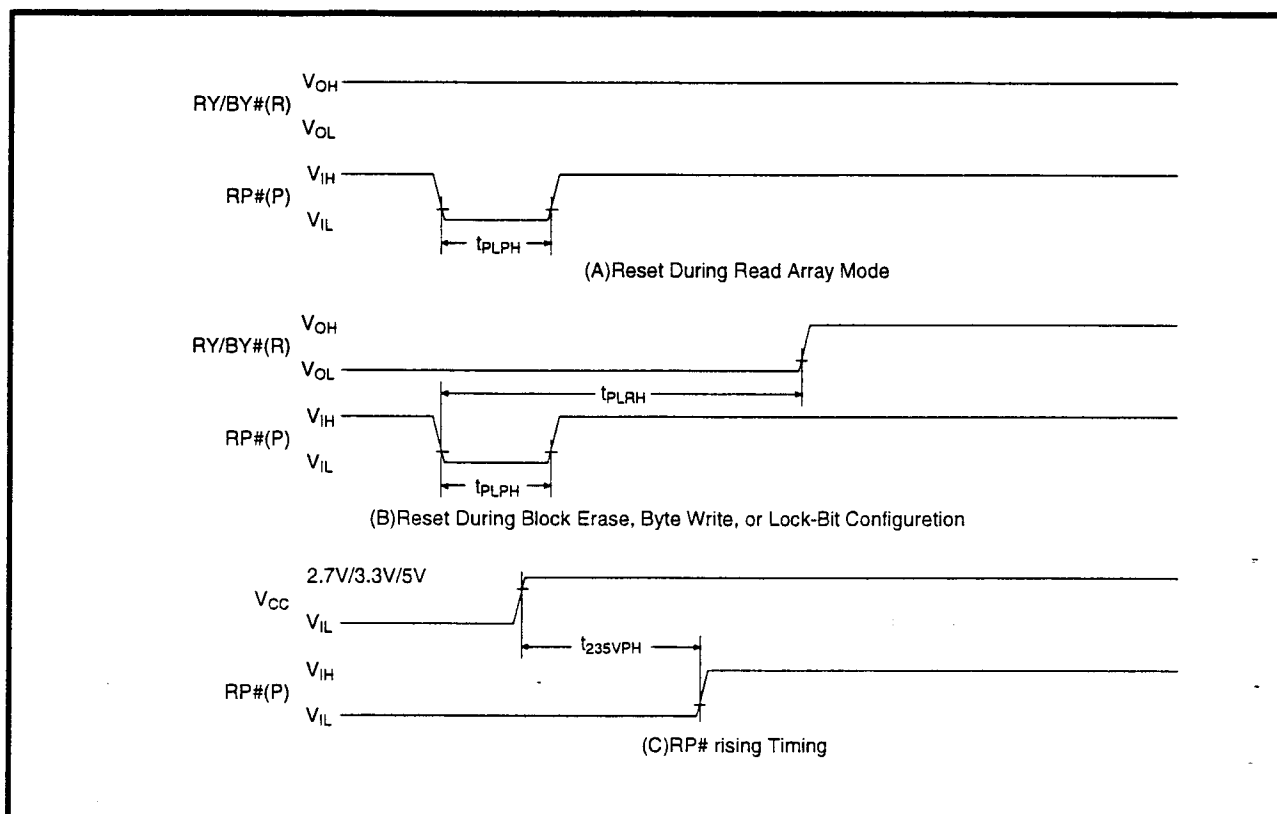 RY/BY#(R)
VOH
VOL
RP#(P)
VIH
VIL
tPLPH
(A)Reset During Read Array Mode
RY/BY#(R)
VOH
VOL
tPLRH
RP#(P)
VIH
VIL
tPLPH
(B)Reset During Block Erase, Byte Write, or Lock-Bit Configuretion
VCC
2.7V/3.3V/5V
VIL
t235VPH
RP#(P)
VIH
VIL
(C)RP# rising Timing